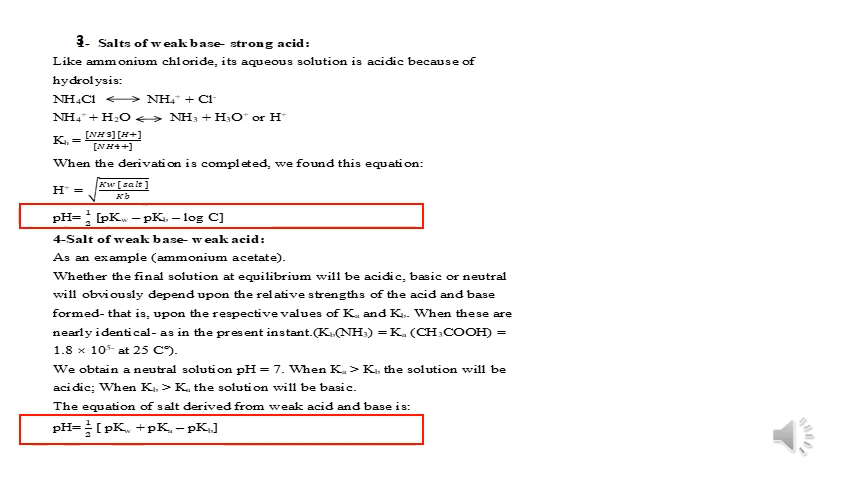 3- Salts of weak base- strong acid:
Like ammonium chloride, its aqueous solution is acidic because of
hydrolysis:
NH₄Cl ⟷ NH₄⁺ + Cl⁻
NH₄⁺ + H₂O ⟷ NH₃ + H₃O⁺ or H⁺
Kₕ = [NH3][H+] / [NH4+]
When the derivation is completed, we found this equation:
H⁺ = √(Kw [salt] / Kb)
pH= 1/2 [pKw – pKb – log C]
4-Salt of weak base- weak acid:
As an example (ammonium acetate).
Whether the final solution at equilibrium will be acidic, basic or neutral
will obviously depend upon the relative strengths of the acid and base
formed- that is, upon the respective values of Ka and Kb. When these are
nearly identical- as in the present instant.(Kb(NH₃) = Ka (CH₃COOH) =
1.8 × 10⁵⁻ at 25 C°).
We obtain a neutral solution pH = 7. When Ka > Kb the solution will be
acidic; When Kb > Ka the solution will be basic.
The equation of salt derived from weak acid and base is:
pH= 1/2 [ pKw +pKa – pKb]